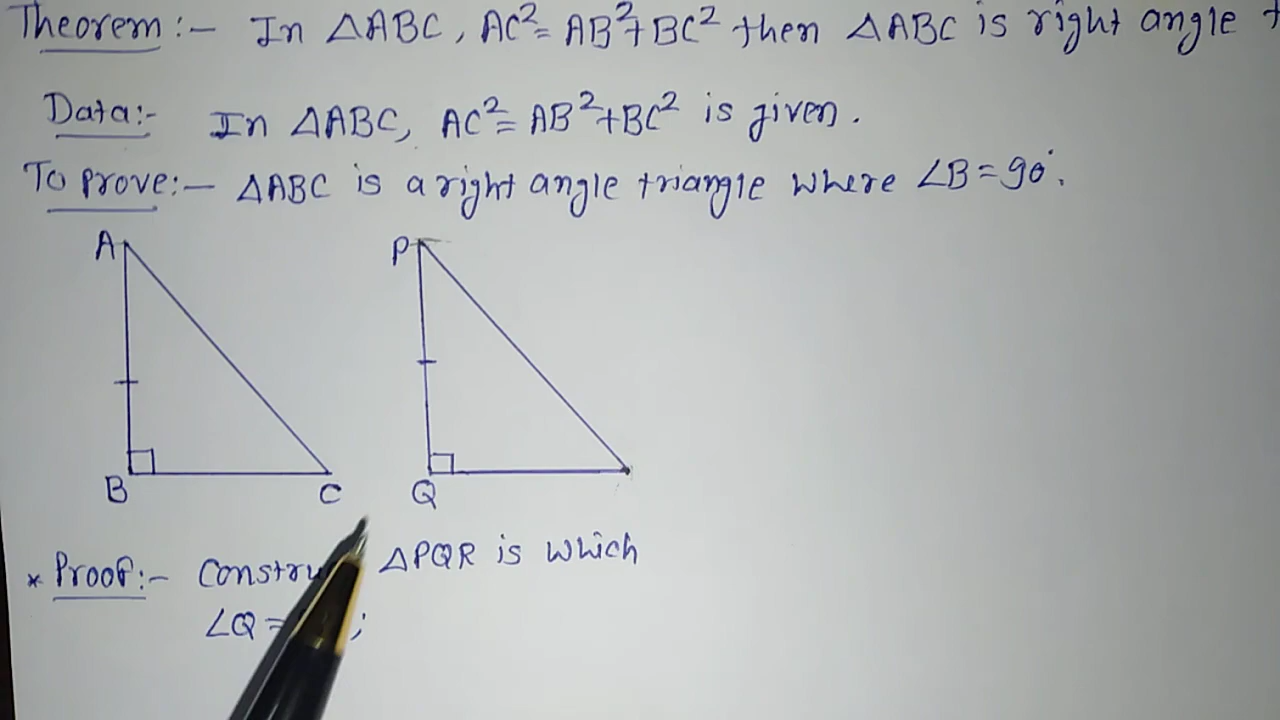 Theorem:- In △ABC, AC²=AB²+BC² then △ABC is right angle
Data:- In △ABC, AC²=AB²+BC² is given.
To prove:- △ABC is a right angle triangle where ∠B=90°.
A P
B C Q
* Proof:- △PQR is which
∠Q= ;